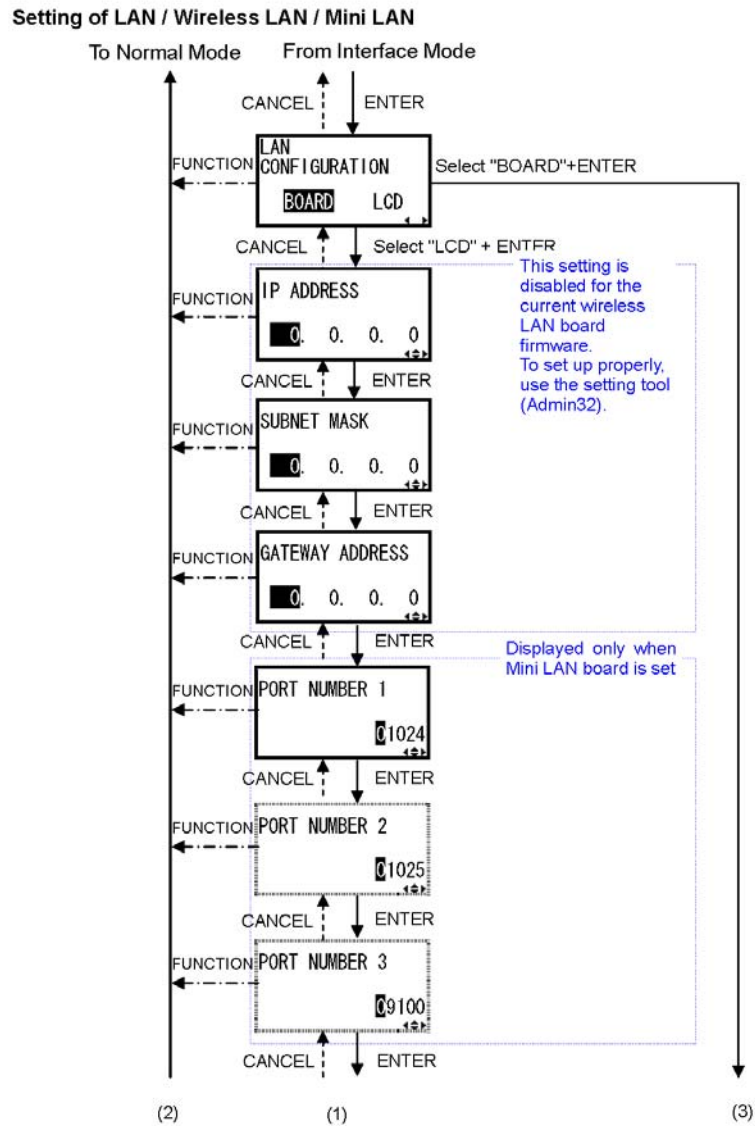 Setting of LAN / Wireless LAN / Mini LAN
To Normal Mode From Interface Mode
CANCEL ENTER
LAN
CONFIGURATION
BOARD LCD
FUNCTION
Select "BOARD"+ENTER
CANCEL Select "LCD" + ENTER
This setting is
disabled for the
current wireless
LAN board
firmware.
To set up properly,
use the setting tool
(Admin32).
FUNCTION
IP ADDRESS
0. 0. 0. 0
CANCEL ENTER
FUNCTION
SUBNET MASK
0. 0. 0. 0
CANCEL ENTER
FUNCTION
GATEWAY ADDRESS
0. 0. 0. 0
CANCEL ENTER
Displayed only when
Mini LAN board is set
FUNCTION
PORT NUMBER 1
01024
CANCEL ENTER
FUNCTION
PORT NUMBER 2
01025
CANCEL ENTER
FUNCTION
PORT NUMBER 3
09100
CANCEL ENTER
(2) (1) (3)